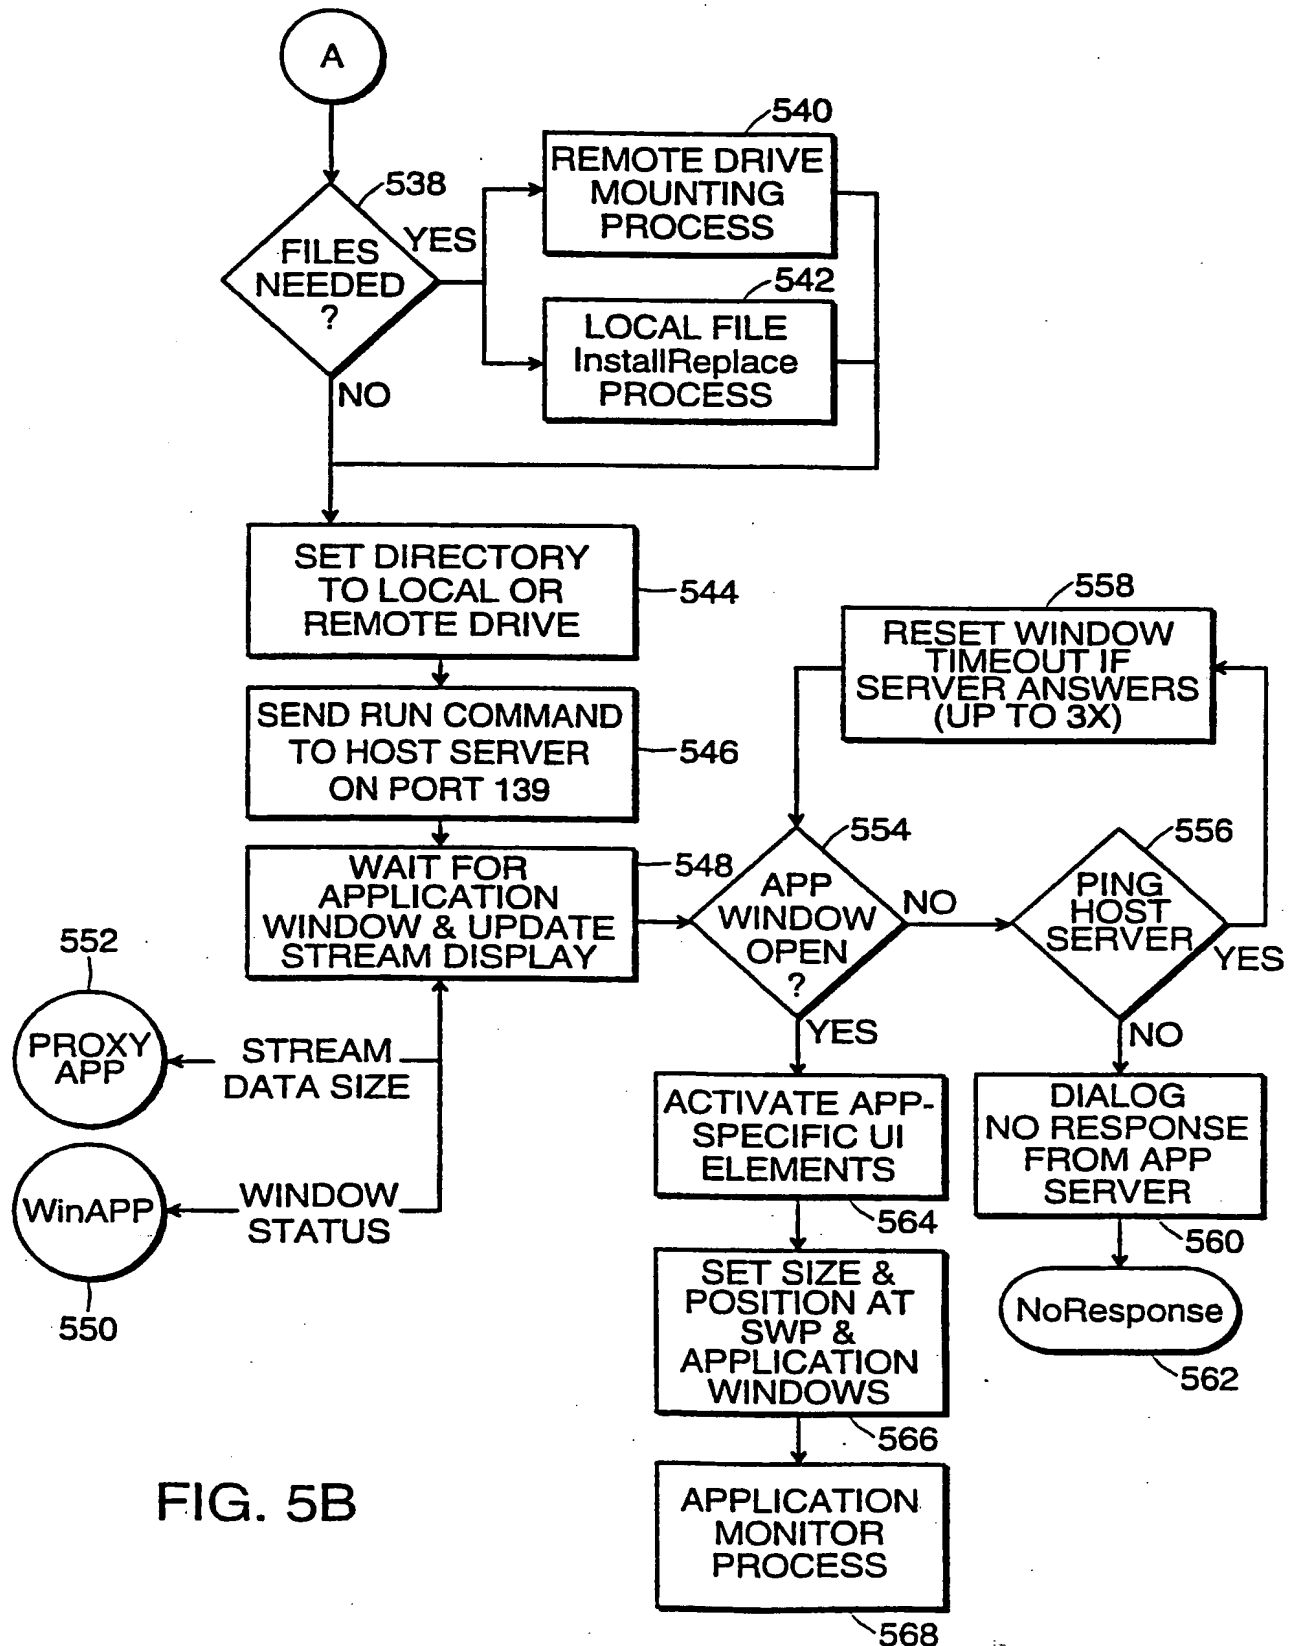 A
540
REMOTE DRIVE
MOUNTING
PROCESS
538
FILES
NEEDED
?
YES
542
LOCAL FILE
InstallReplace
PROCESS
NO
SET DIRECTORY
TO LOCAL OR
REMOTE DRIVE
544
558
RESET WINDOW
TIMEOUT IF
SERVER ANSWERS
(UP TO 3X)
SEND RUN COMMAND
TO HOST SERVER
ON PORT 139
546
WAIT FOR
APPLICATION
WINDOW & UPDATE
STREAM DISPLAY
548
554
APP
WINDOW
OPEN
?
NO
556
PING
HOST
SERVER
YES
552
PROXY
APP
STREAM
DATA SIZE
YES
NO
WinAPP
WINDOW
STATUS
550
ACTIVATE APP-
SPECIFIC UI
ELEMENTS
564
DIALOG
NO RESPONSE
FROM APP
SERVER
560
SET SIZE &
POSITION AT
SWP &
APPLICATION
WINDOWS
566
NoResponse
562
APPLICATION
MONITOR
PROCESS
568
FIG. 5B